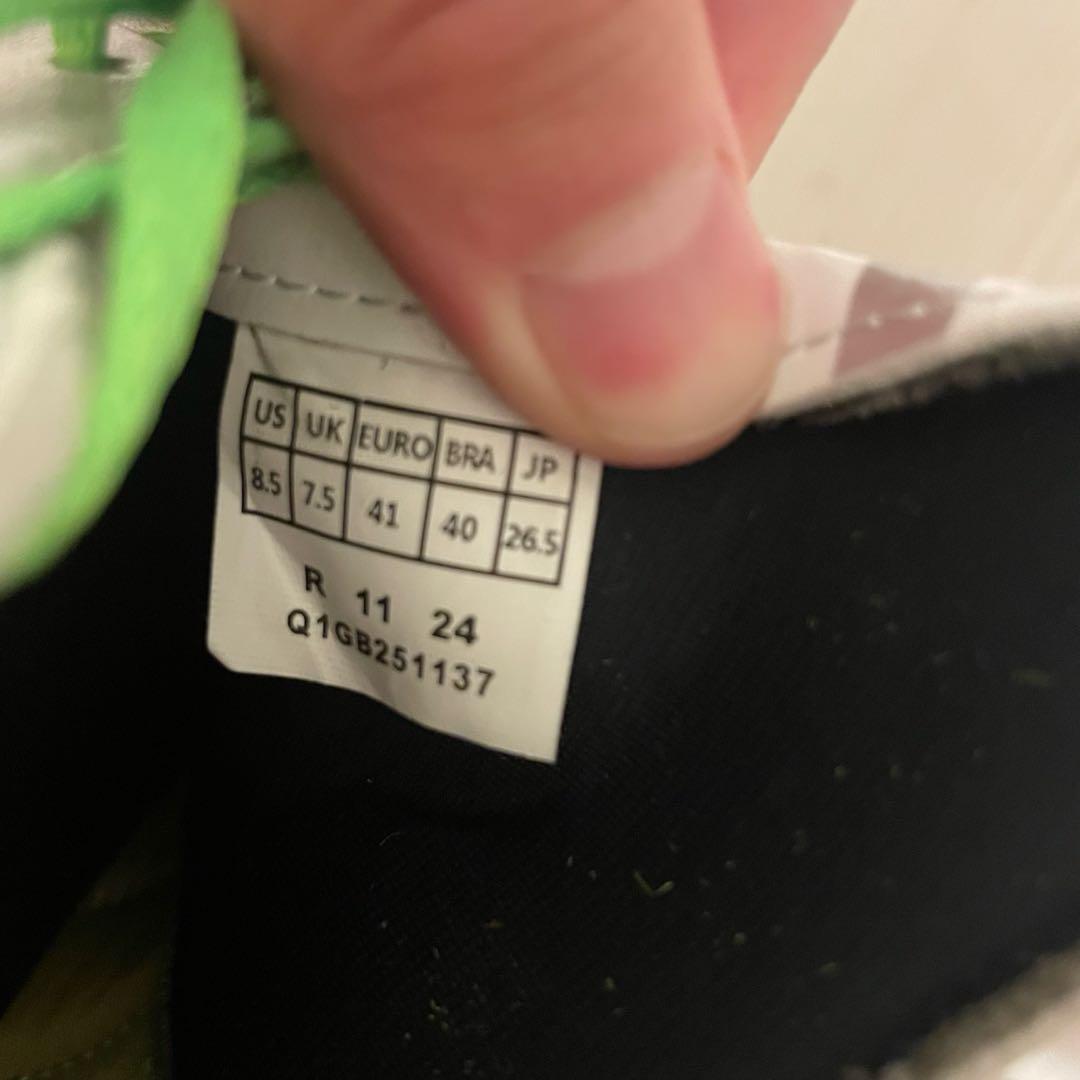 US UK EURO BRA JP
8.5 7.5 41 40 26.5
R 11 24
Q1GB251137